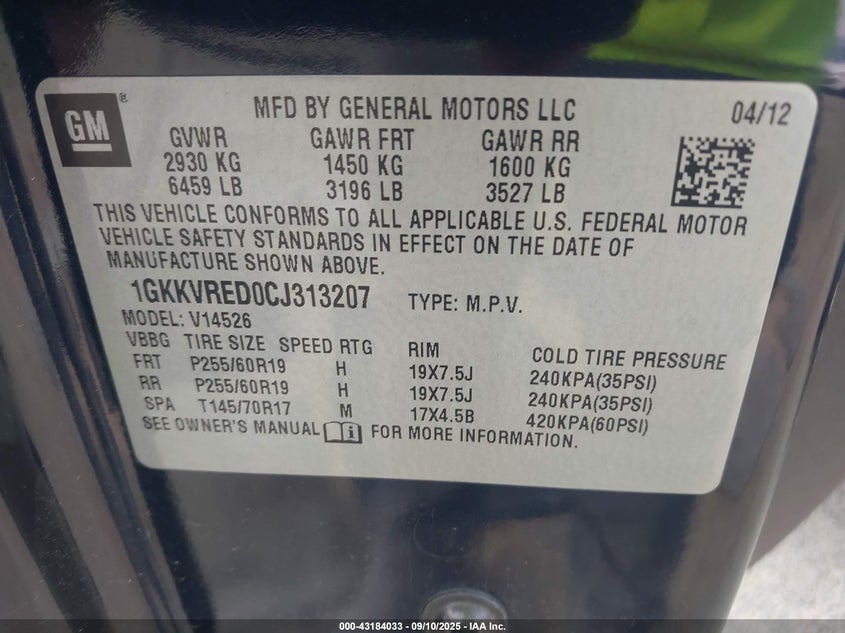 GM ®
MFD BY GENERAL MOTORS LLC 04/12
GVWR GAWR FRT GAWR RR
2930 KG 1450 KG 1600 KG
6459 LB 3196 LB 3527 LB
THIS VEHICLE CONFORMS TO ALL APPLICABLE U.S. FEDERAL MOTOR
VEHICLE SAFETY STANDARDS IN EFFECT ON THE DATE OF
MANUFACTURE SHOWN ABOVE.
1GKKVRED0CJ313207 TYPE: M.P.V.
MODEL: V14526
VBBG TIRE SIZE SPEED RTG RIM COLD TIRE PRESSURE
FRT P255/60R19 H 19X7.5J 240KPA(35PSI)
RR P255/60R19 H 19X7.5J 240KPA(35PSI)
SPA T145/70R17 M 17X4.5B 420KPA(60PSI)
SEE OWNER'S MANUAL i FOR MORE INFORMATION.
000-43184033 - 09/10/2025 - IAA Inc.